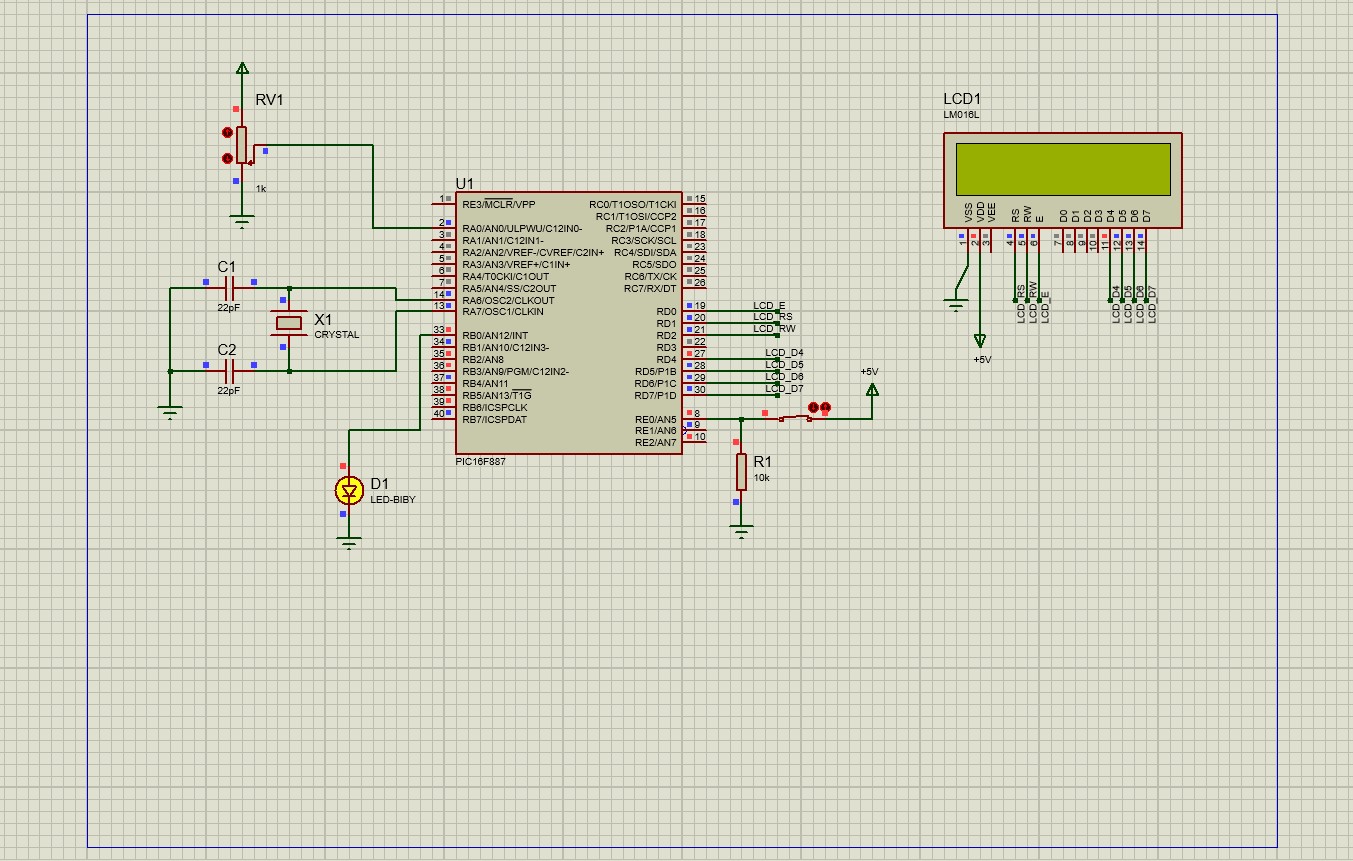 RV1
1k
LCD1
LM016L
VSS
VDD
VEE
RS
RW
E
D0
D1
D2
D3
D4
D5
D6
D7
1
2
3
4
5
6
7
8
9
10
11
12
13
14
LCD_RS
LCD_RW
LCD_E
LCD_D4
LCD_D5
LCD_D6
LCD_D7
+5V
C1
22pF
X1
CRYSTAL
C2
22pF
U1
1 RE3/MCLR/VPP
2 RA0/AN0/ULPWU/C12IN0-
3 RA1/AN1/C12IN1-
4 RA2/AN2/VREF-/CVREF/C2IN+
5 RA3/AN3/VREF+/C1IN+
6 RA4/T0CKI/C1OUT
7 RA5/AN4/SS/C2OUT
14 RA6/OSC2/CLKOUT
13 RA7/OSC1/CLKIN
33 RB0/AN12/INT
34 RB1/AN10/C12IN3-
35 RB2/AN8
36 RB3/AN9/PGM/C12IN2-
37 RB4/AN11
38 RB5/AN13/T1G
39 RB6/ICSPCLK
40 RB7/ICSPDAT
RC0/T1OSO/T1CKI 15
RC1/T1OSI/CCP2 16
RC2/P1A/CCP1 17
RC3/SCK/SCL 18
RC4/SDI/SDA 23
RC5/SDO 24
RC6/TX/CK 25
RC7/RX/DT 26
RD0 19 LCD_E
RD1 20 LCD_RS
RD2 21 LCD_RW
RD3 22
RD4 27 LCD_D4
RD5/P1B 28 LCD_D5
RD6/P1C 29 LCD_D6
RD7/P1D 30 LCD_D7
RE0/AN5 8
RE1/AN6 9
RE2/AN7 10
PIC16F887
+5V
R1
10k
D1
LED-BIBY